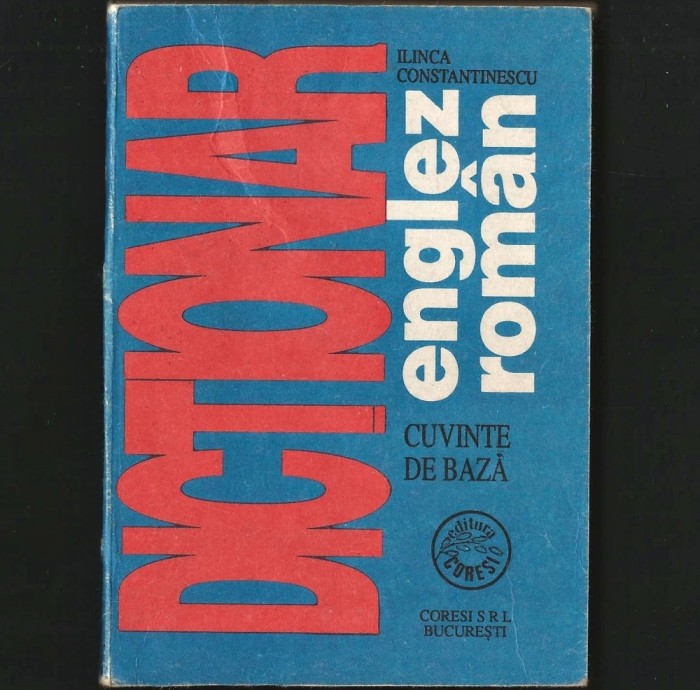 DICTIONAR
ILINCA
CONSTANTINESCU
englez
român
CUVINTE
DE BAZĂ
editura
CORESI
CORESI S R L
BUCUREȘTI